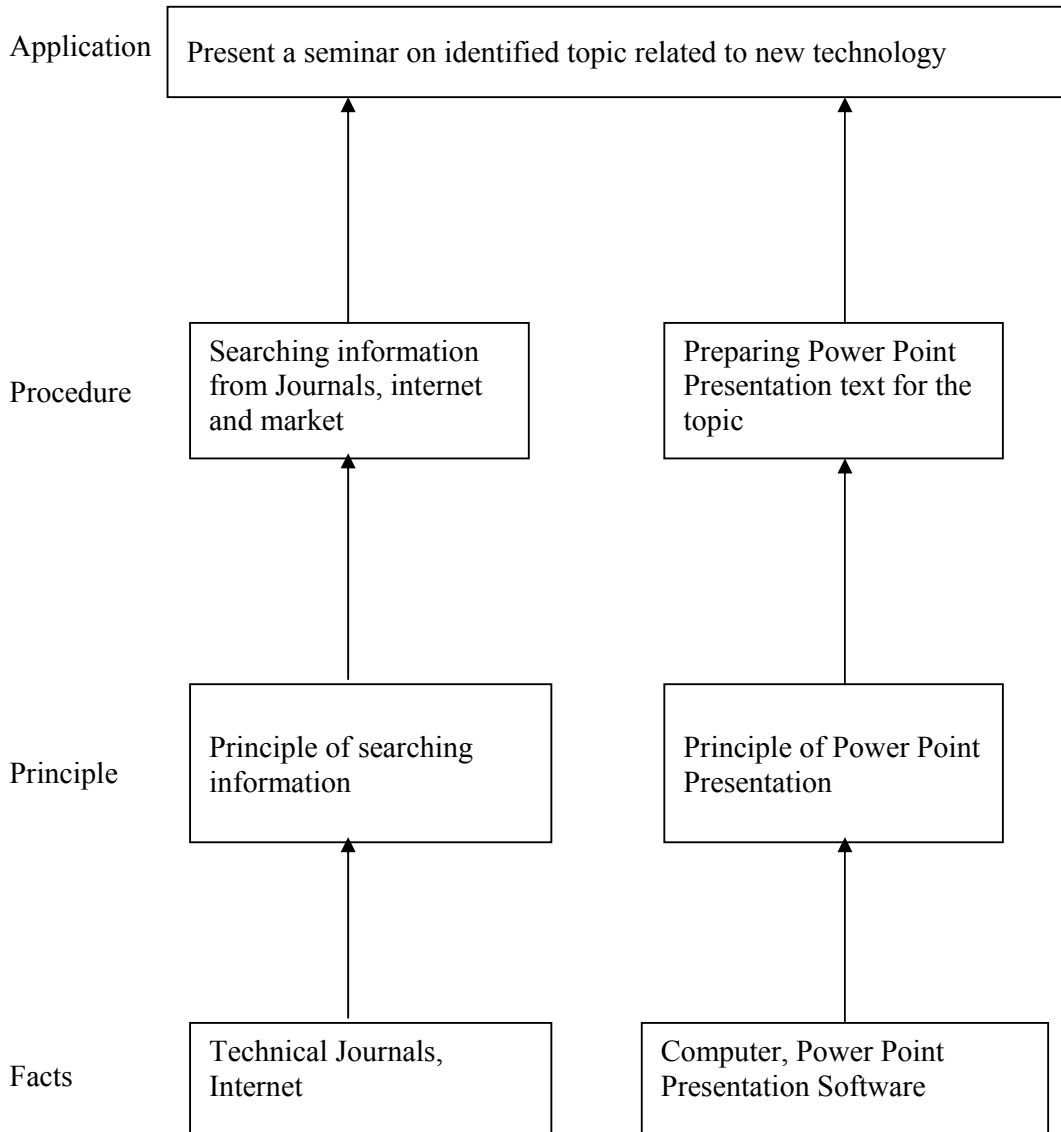 Application
Present a seminar on identified topic related to new technology
Procedure
Searching information
from Journals, internet
and market
Preparing Power Point
Presentation text for the
topic
Principle
Principle of searching
information
Principle of Power Point
Presentation
Facts
Technical Journals,
Internet
Computer, Power Point
Presentation Software